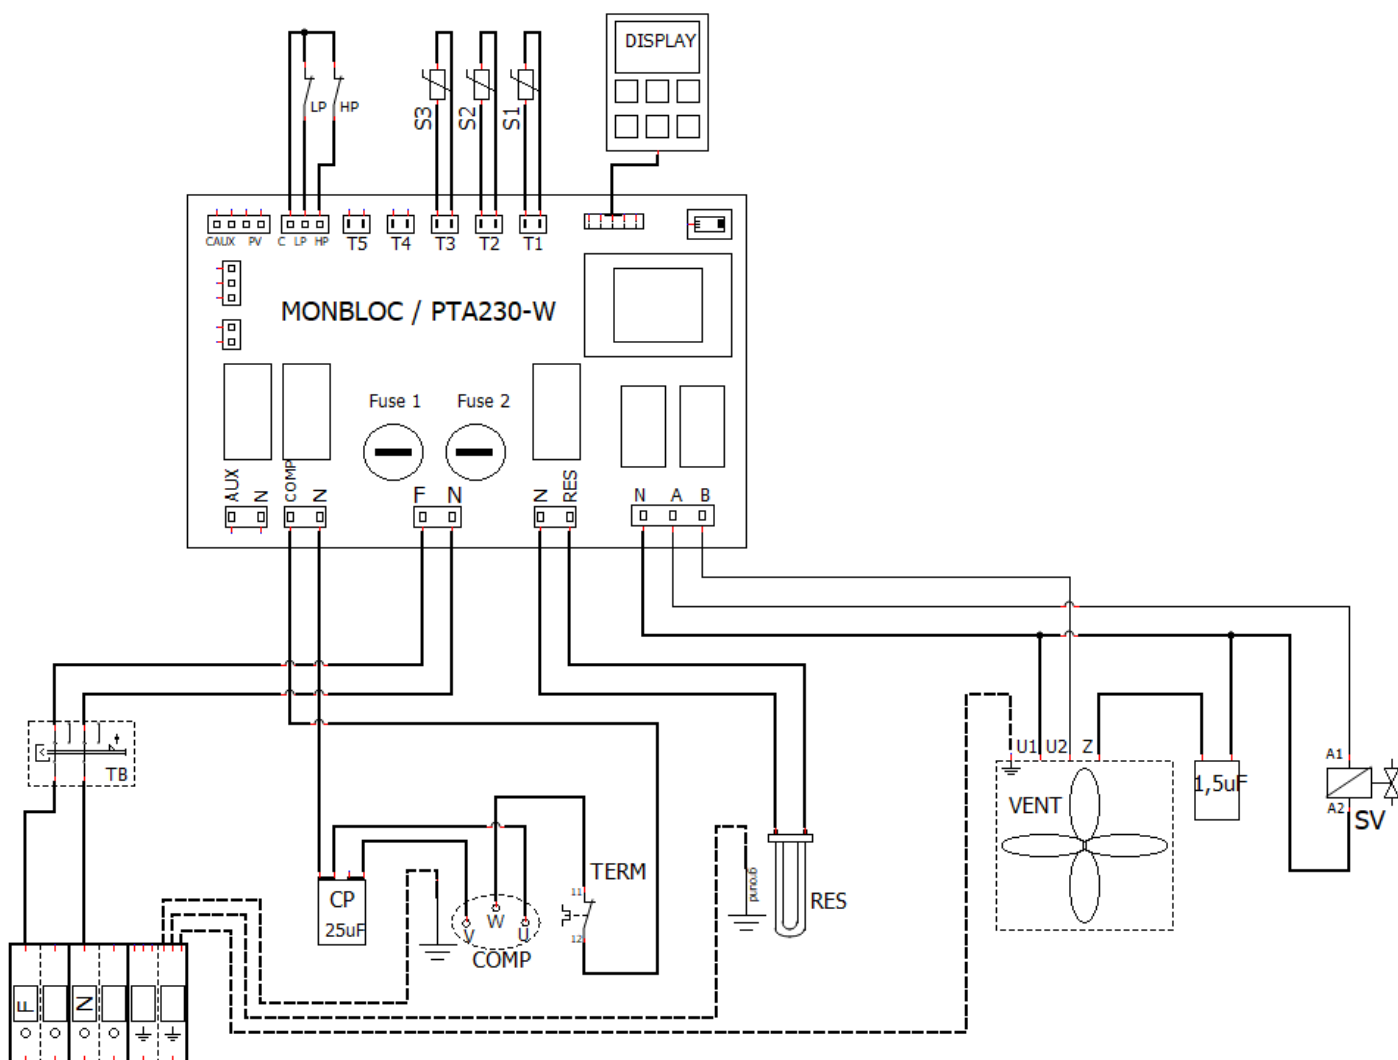 DISPLAY
LP
HP
S3
S2
S1
CAUX
PV
C
LP
HP
T5
T4
T3
T2
T1
MONBLOC / PTA230-W
Fuse 1
Fuse 2
AUX
N
COMP
N
F
N
N
RES
N
A
B
TB
U1
U2
Z
VENT
1,5uF
A1
A2
SV
CP
25uF
V
W
U
COMP
TERM
11
12
ground
RES
F
N